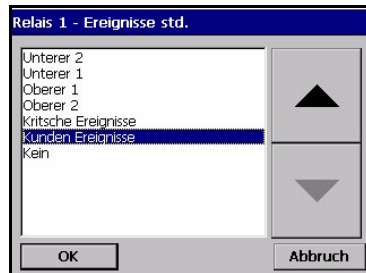 Relais 1 - Ereignisse std.
Unterer 2
Unterer 1
Oberer 1
Oberer 2
Kritsche Ereignisse
Kunden Ereignisse
Kein
OK
Abbruch